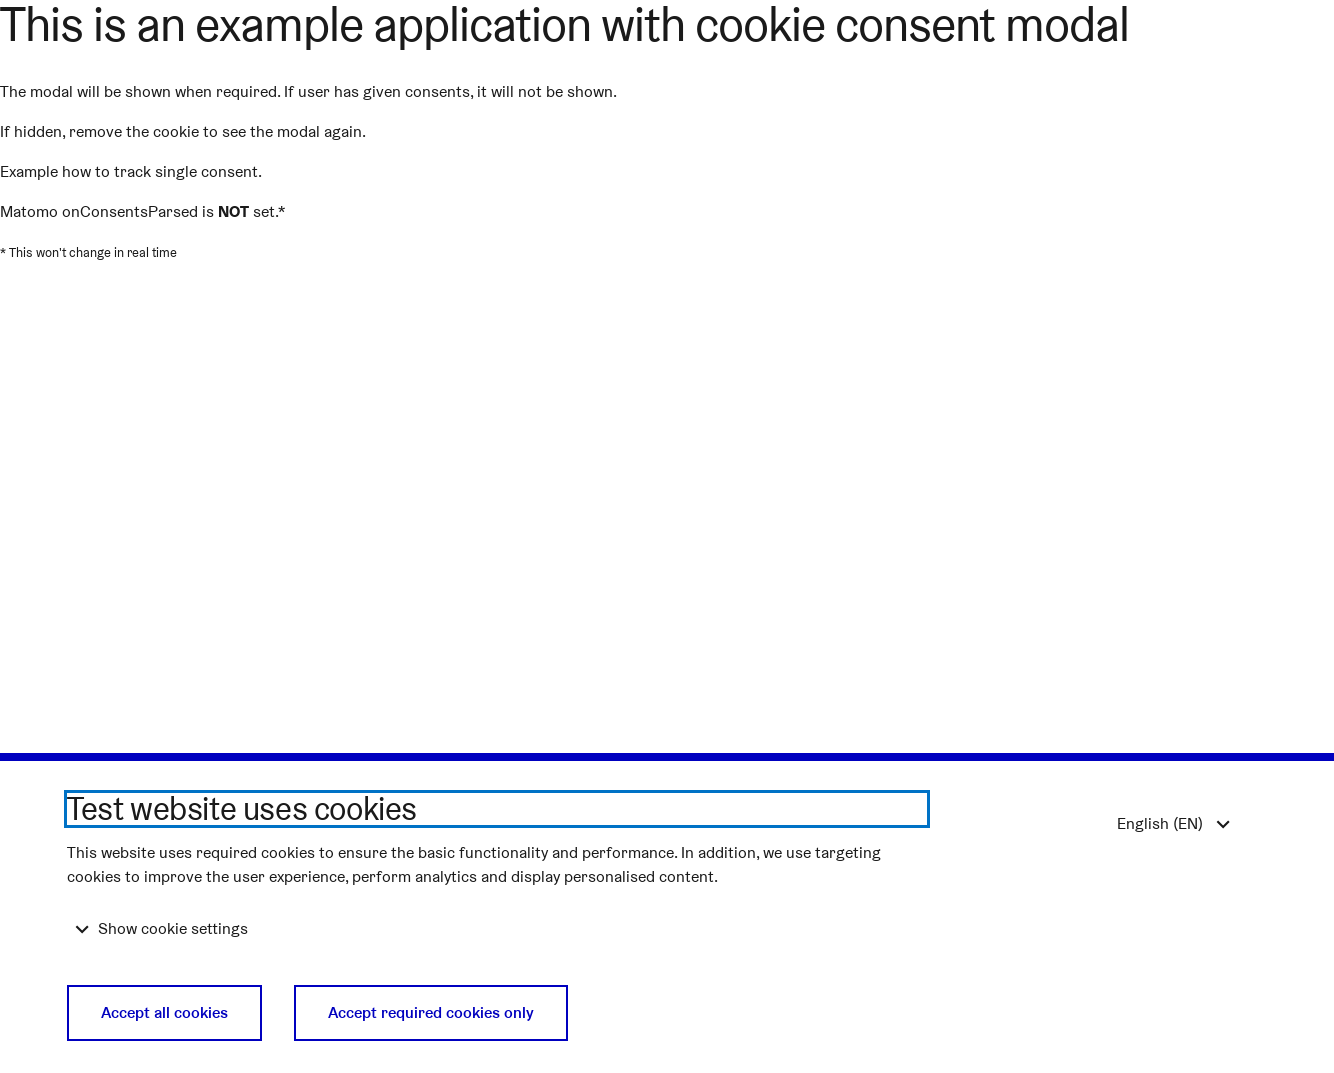 This is an example application with cookie consent modal
The modal will be shown when required. If user has given consents, it will not be shown.
If hidden, remove the cookie to see the modal again.
Example how to track single consent.
Matomo onConsentsParsed is NOT set.*
* This won't change in real time
Test website uses cookies
English (EN)
This website uses required cookies to ensure the basic functionality and performance. In addition, we use targeting
cookies to improve the user experience, perform analytics and display personalised content.
Show cookie settings
Accept all cookies
Accept required cookies only